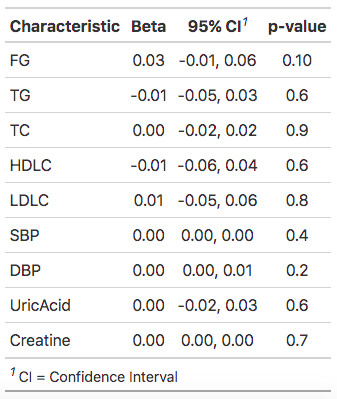 Characteristic Beta 95% CI1 p-value
FG 0.03 -0.01, 0.06 0.10
TG -0.01 -0.05, 0.03 0.6
TC 0.00 -0.02, 0.02 0.9
HDLC -0.01 -0.06, 0.04 0.6
LDLC 0.01 -0.05, 0.06 0.8
SBP 0.00 0.00, 0.00 0.4
DBP 0.00 0.00, 0.01 0.2
UricAcid 0.00 -0.02, 0.03 0.6
Creatine 0.00 0.00, 0.00 0.7
1 CI = Confidence Interval